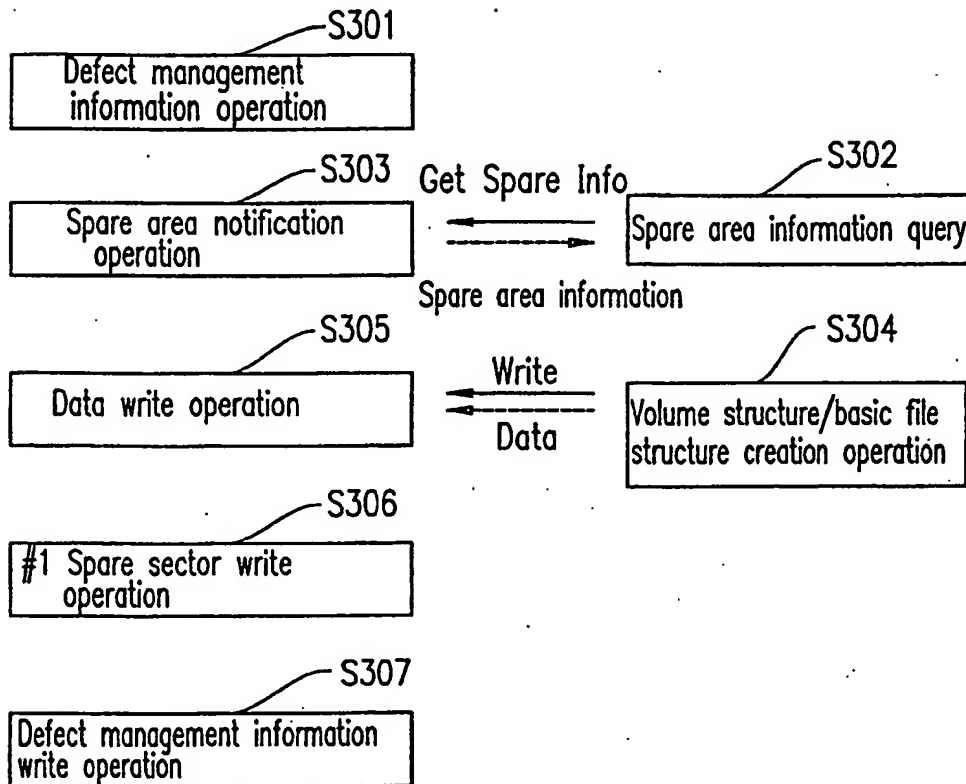 S301
Defect management
information operation
S303
Spare area notification
operation
Get Spare Info
Spare area information
S302
Spare area information query
S305
Data write operation
Write
Data
S304
Volume structure/basic file
structure creation operation
S306
#1 Spare sector write
operation
S307
Defect management information
write operation